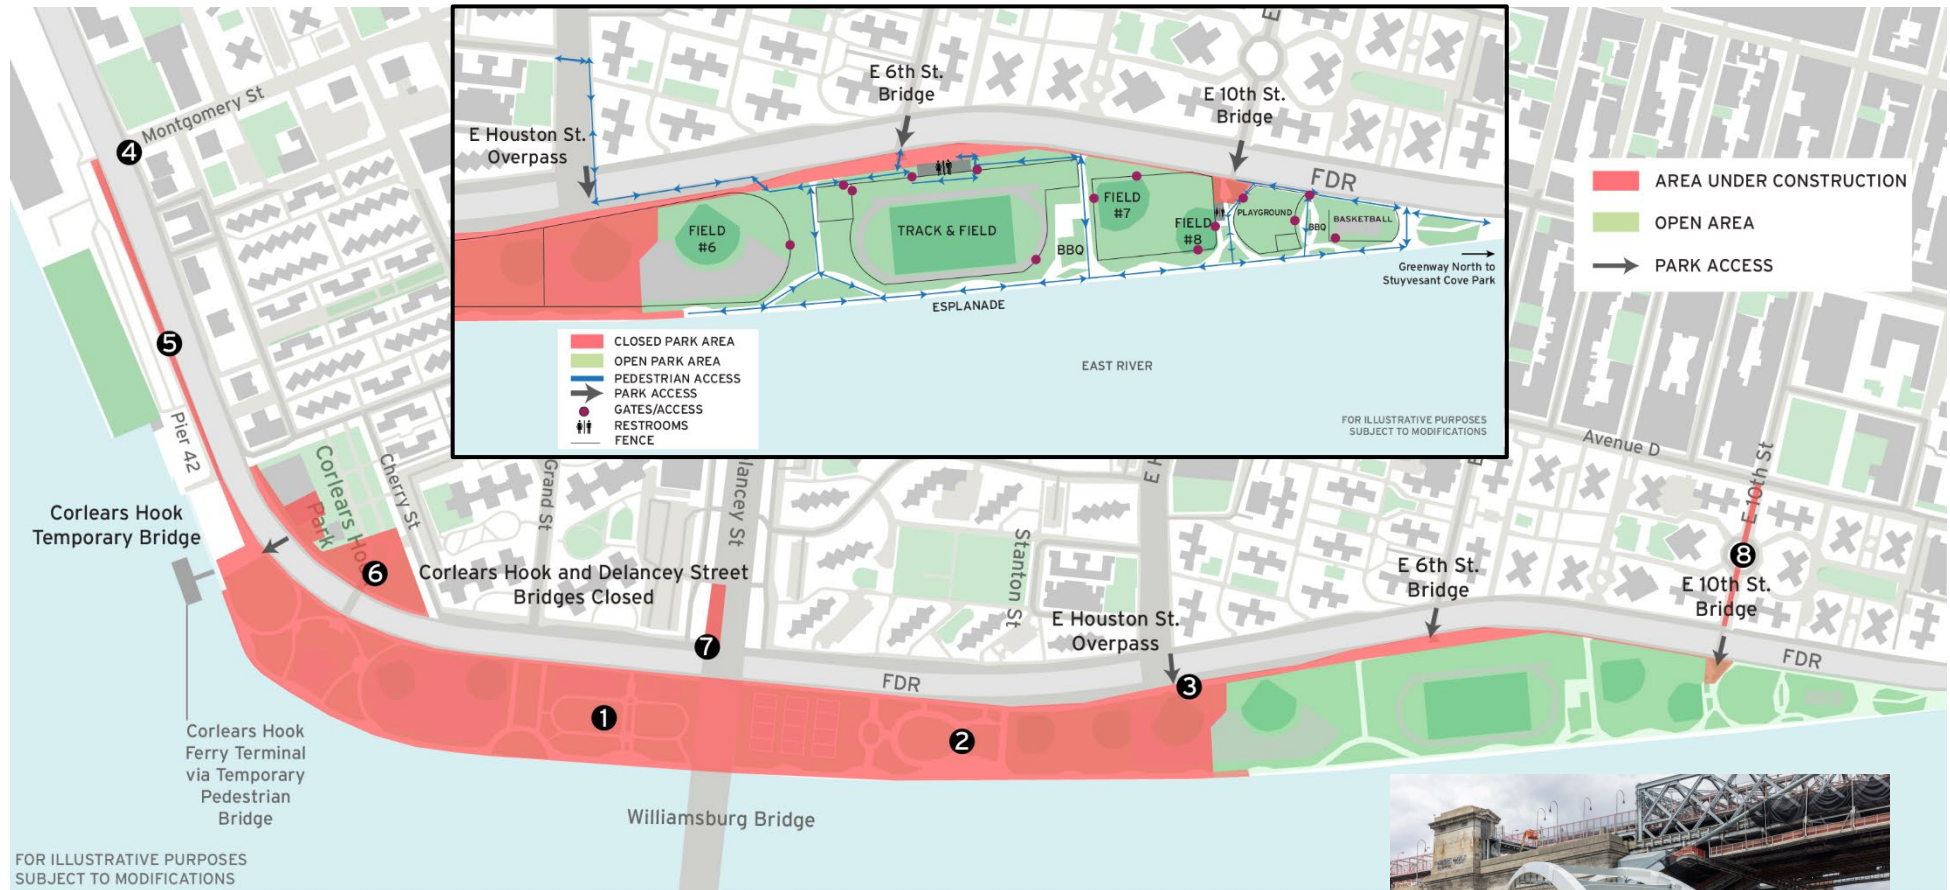 Montgomery St
4
5
Pier 42
Corlears Hook
Temporary Bridge
Corlears Hook
Park
Cherry St
6
Grand St
Corlears Hook and Delancey Street
Bridges Closed
lancey St
7
Corlears Hook
Ferry Terminal
via Temporary
Pedestrian
Bridge
1
2
FDR
Williamsburg Bridge
Stanton St
E H
E Houston St.
Overpass
3
E 6th St.
Bridge
Avenue D
E 10th St
8
E 10th St.
Bridge
FDR
FOR ILLUSTRATIVE PURPOSES
SUBJECT TO MODIFICATIONS
AREA UNDER CONSTRUCTION
OPEN AREA
PARK ACCESS
E Houston St.
Overpass
E 6th St.
Bridge
E 10th St.
Bridge
FDR
FIELD
#6
TRACK & FIELD
BBQ
FIELD
#7
FIELD
#8
PLAYGROUND
BBQ
BASKETBALL
Greenway North to
Stuyvesant Cove Park
ESPLANADE
EAST RIVER
CLOSED PARK AREA
OPEN PARK AREA
PEDESTRIAN ACCESS
PARK ACCESS
GATES/ACCESS
RESTROOMS
FENCE
FOR ILLUSTRATIVE PURPOSES
SUBJECT TO MODIFICATIONS